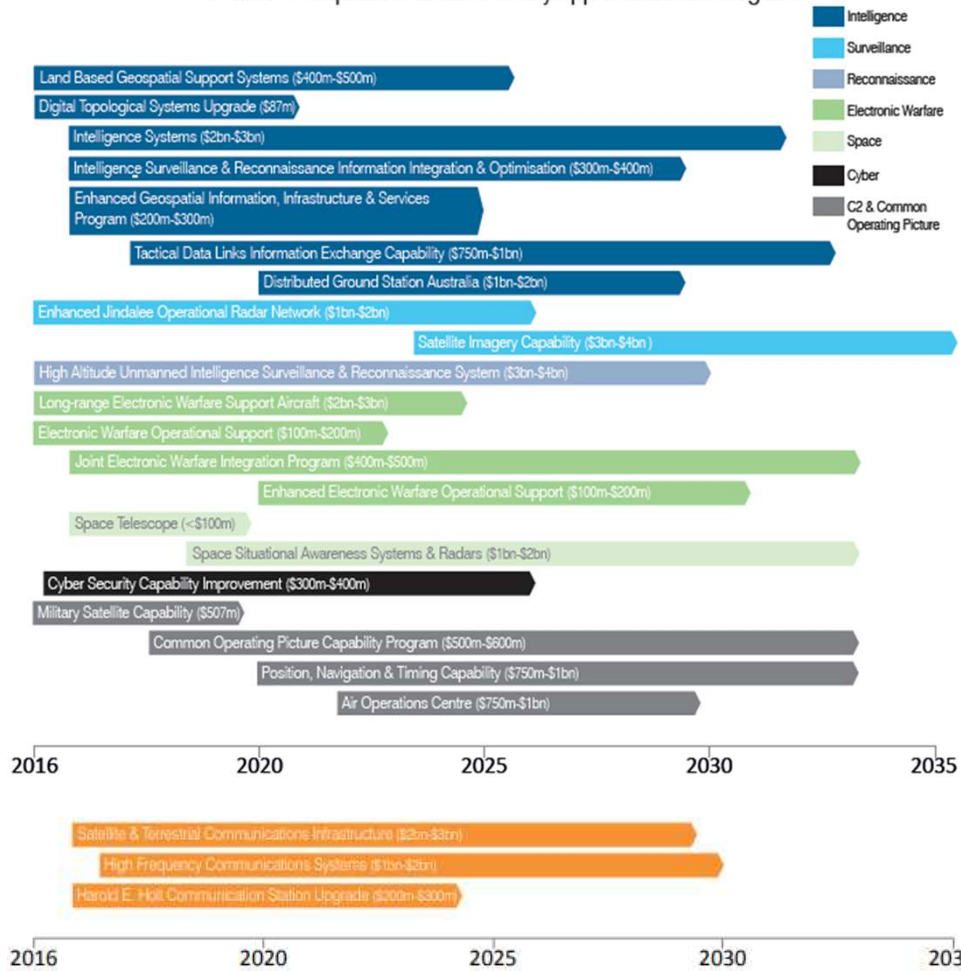 Intelligence
Surveillance
Reconnaissance
Electronic Warfare
Space
Cyber
C2 & Common
Operating Picture
Land Based Geospatial Support Systems ($400m-$500m)
Digital Topological Systems Upgrade ($87m)
Intelligence Systems ($2bn-$3bn)
Intelligence Surveillance & Reconnaissance Information Integration & Optimisation ($300m-$400m)
Enhanced Geospatial Information, Infrastructure & Services
Program ($200m-$300m)
Tactical Data Links Information Exchange Capability ($750m-$1bn)
Distributed Ground Station Australia ($1bn-$2bn)
Enhanced Jindalee Operational Radar Network ($1bn-$2bn)
Satellite Imagery Capability ($3bn-$4bn )
High Altitude Unmanned Intelligence Surveillance & Reconnaissance System ($3bn-$4bn)
Long-range Electronic Warfare Support Aircraft ($2bn-$3bn)
Electronic Warfare Operational Support ($100m-$200m)
Joint Electronic Warfare Integration Program ($400m-$500m)
Enhanced Electronic Warfare Operational Support ($100m-$200m)
Space Telescope (<$100m)
Space Situational Awareness Systems & Radars ($1bn-$2bn)
Cyber Security Capability Improvement ($300m-$400m)
Military Satellite Capability ($507m)
Common Operating Picture Capability Program ($500m-$600m)
Position, Navigation & Timing Capability ($750m-$1bn)
Air Operations Centre ($750m-$1bn)
2016 2020 2025 2030 2035
Satellite & Terrestrial Communications Infrastructure ($2bn-$3bn)
High Frequency Communications Systems ($1bn-$2bn)
Harold E. Holt Communication Station Upgrade ($200m-$300m)
2016 2020 2025 2030